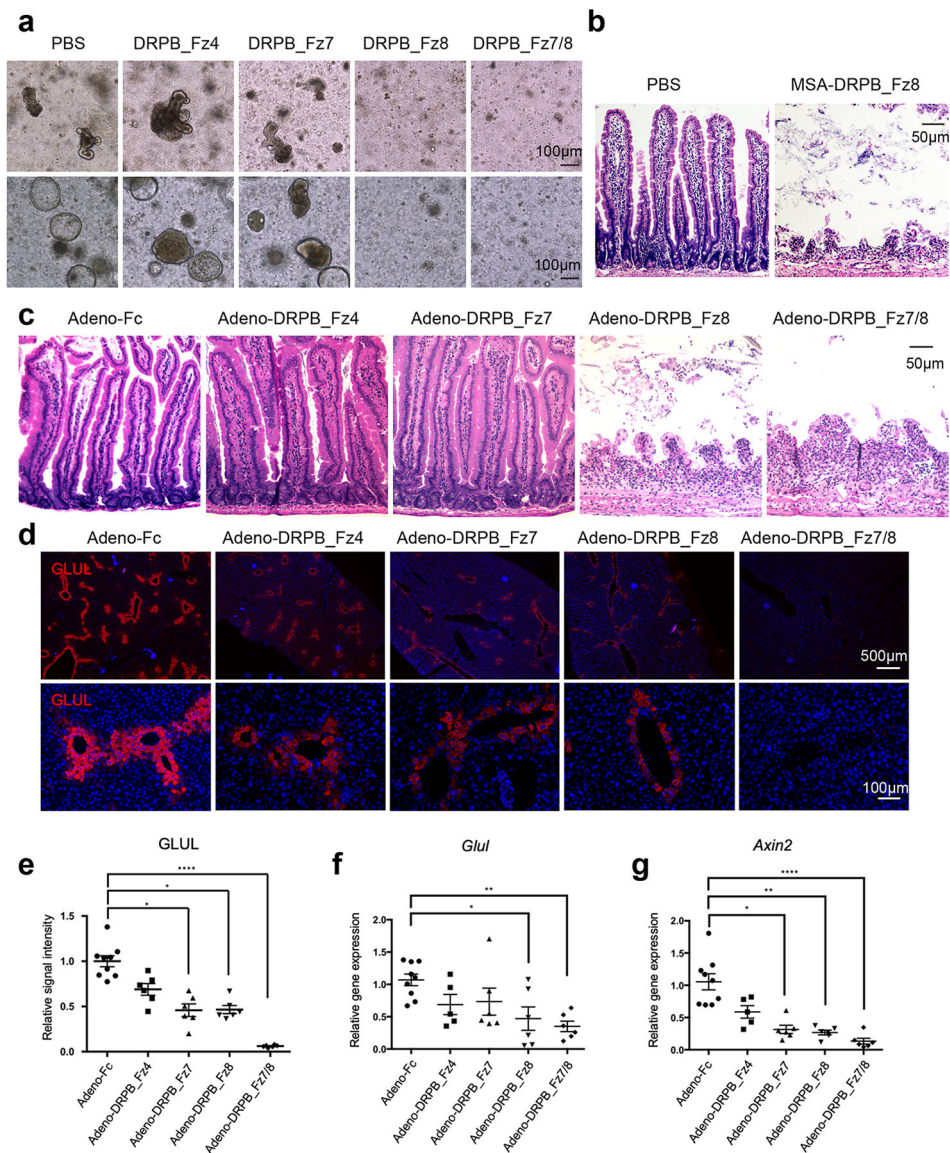 a
PBS
DRPB_Fz4
DRPB_Fz7
DRPB_Fz8
DRPB_Fz7/8
100μm
100μm
b
PBS
MSA-DRPB_Fz8
50μm
c
Adeno-Fc
Adeno-DRPB_Fz4
Adeno-DRPB_Fz7
Adeno-DRPB_Fz8
Adeno-DRPB_Fz7/8
50μm
d
Adeno-Fc
Adeno-DRPB_Fz4
Adeno-DRPB_Fz7
Adeno-DRPB_Fz8
Adeno-DRPB_Fz7/8
GLUL
500μm
GLUL
100μm
e
GLUL
Relative signal intensity
1.5
1.0
0.5
0.0
****
*
*
Adeno-Fc
Adeno-DRPB_Fz4
Adeno-DRPB_Fz7
Adeno-DRPB_Fz8
Adeno-DRPB_Fz7/8
f
Glul
Relative gene expression
2.0
1.5
1.0
0.5
0.0
**
*
Adeno-Fc
Adeno-DRPB_Fz4
Adeno-DRPB_Fz7
Adeno-DRPB_Fz8
Adeno-DRPB_Fz7/8
g
Axin2
Relative gene expression
2.0
1.5
1.0
0.5
0.0
****
**
*
Adeno-Fc
Adeno-DRPB_Fz4
Adeno-DRPB_Fz7
Adeno-DRPB_Fz8
Adeno-DRPB_Fz7/8